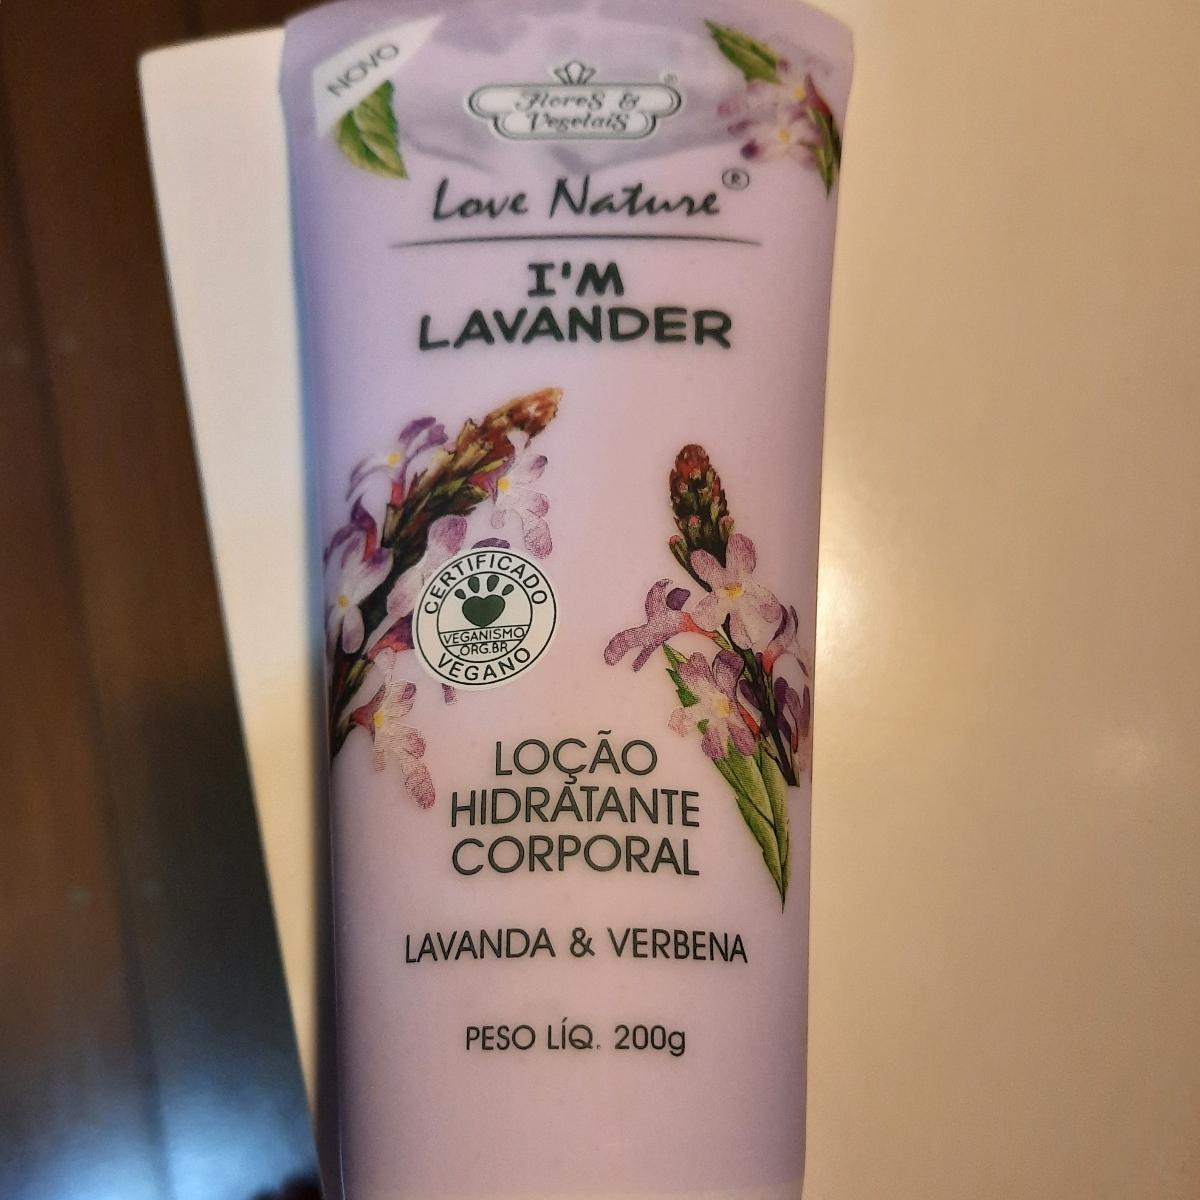 NOVO
Flores &
Vegetais
®
Love Nature®
I'M
LAVANDER
CERTIFICADO
VEGANISMO
ORG.BR
VEGANO
LOÇÃO
HIDRATANTE
CORPORAL
LAVANDA & VERBENA
PESO LÍQ. 200g